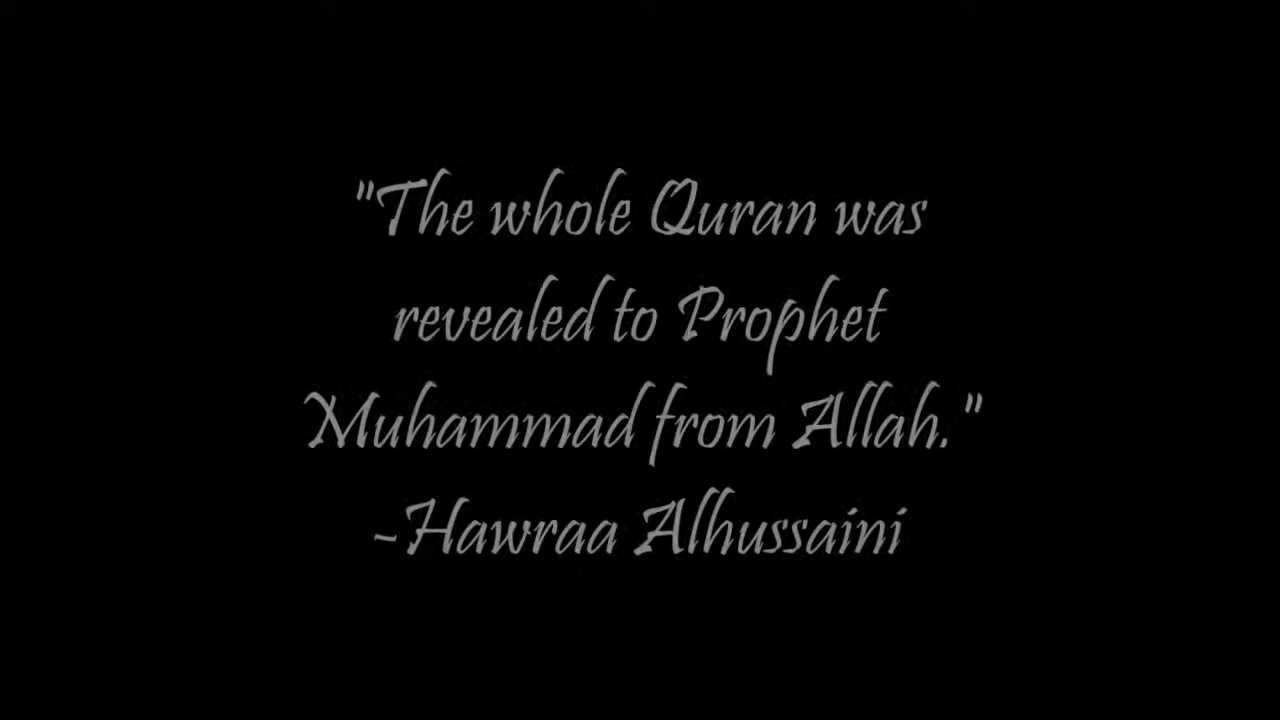 "The whole Quran was
revealed to Prophet
Muhammad from Allah."
-Hawraa Alhussaini